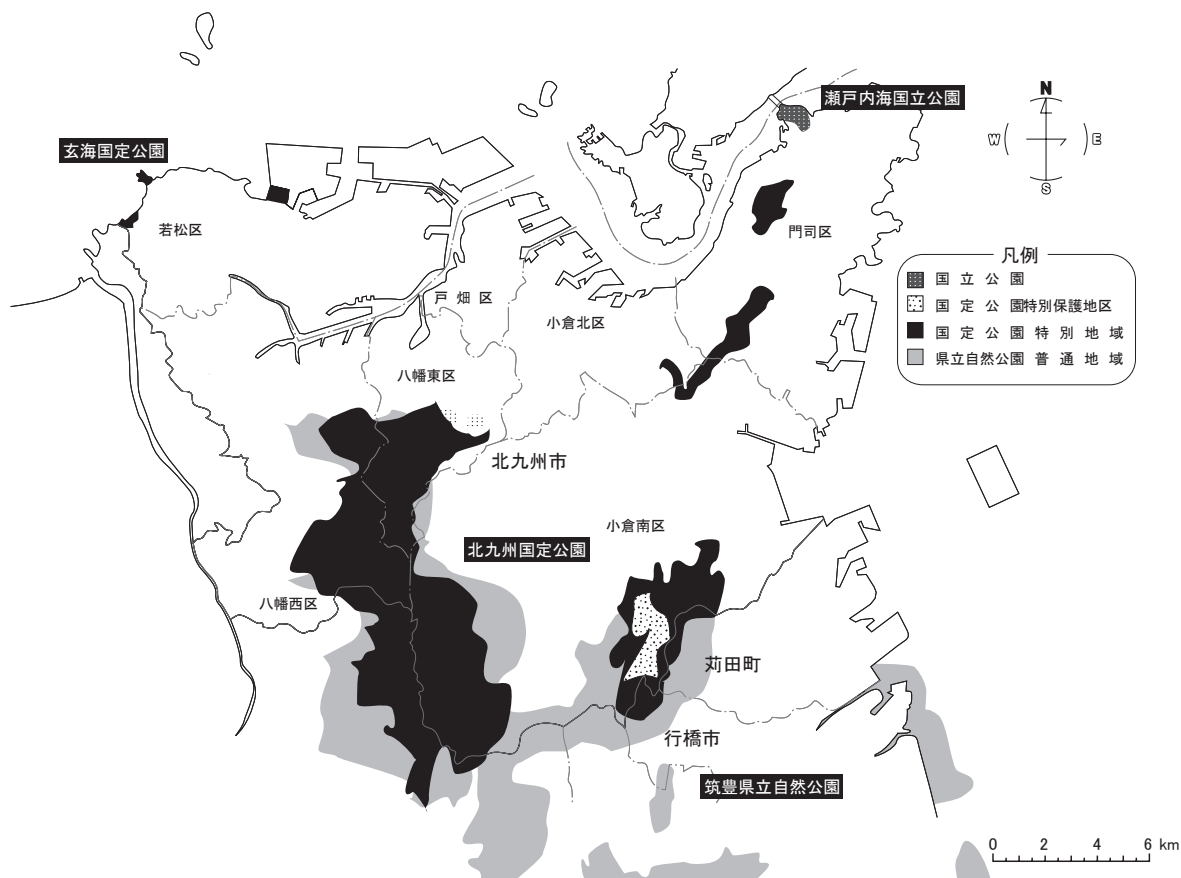 瀬戸内海国立公園
N
W
E
S
玄海国定公園
若松区
門司区
凡例
国立公園
国定公園特別保護地区
国定公園特別地域
県立自然公園 普通地域
戸畑区
小倉北区
八幡東区
北九州市
小倉南区
北九州国定公園
八幡西区
苅田町
行橋市
筑豊県立自然公園
0 2 4 6 km